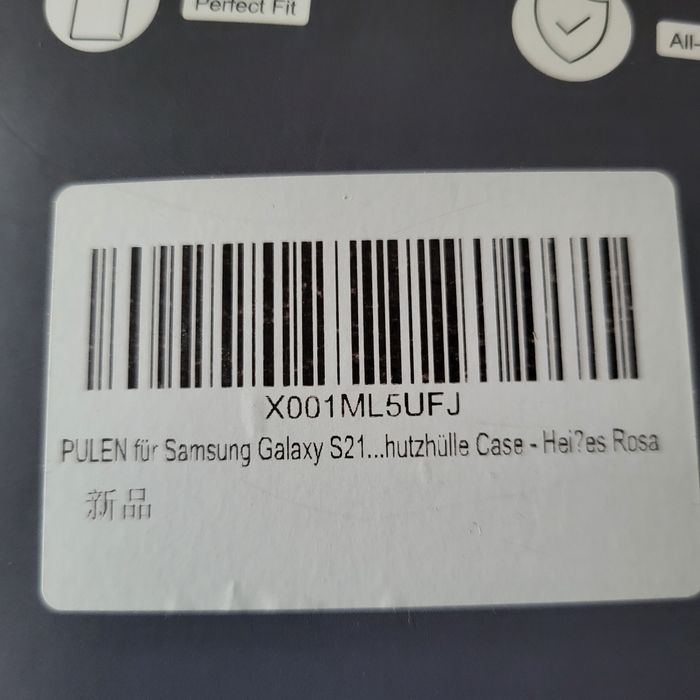 Perfect Fit
All-
X001ML5UFJ
PULEN für Samsung Galaxy S21...hutzhülle Case - Hei?es Rosa
新品